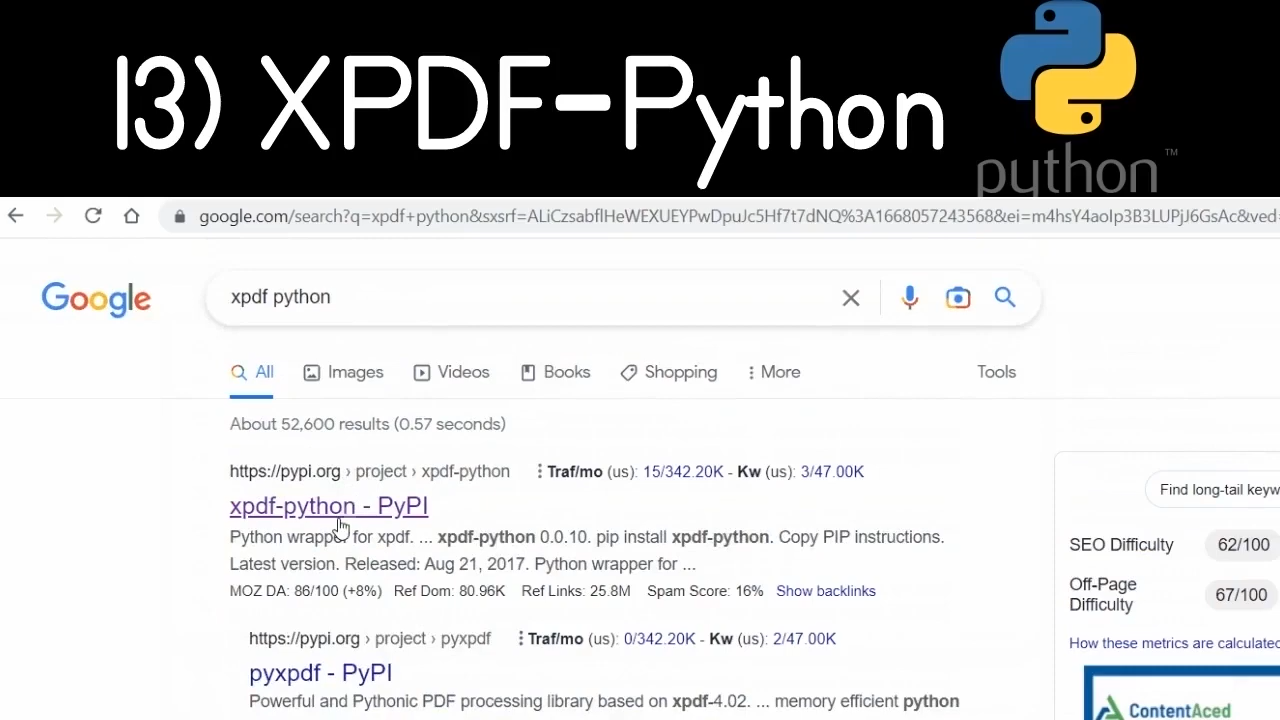 13) XPDF-Python
python™
google.com/search?q=xpdf+python&sxsrf=ALiCzsabflHeWEXUEYPwDpuJc5Hf7t7dNQ%3A1668057243568&ei=m4hsY4aoIp3B3LUPjJ6GsAc&ved=
Google
xpdf python
All Images Videos Books Shopping More Tools
About 52,600 results (0.57 seconds)
https://pypi.org › project › xpdf-python Traf/mo (us): 15/342.20K - Kw (us): 3/47.00K
xpdf-python - PyPI
Python wrapper for xpdf. ... xpdf-python 0.0.10. pip install xpdf-python. Copy PIP instructions.
Latest version. Released: Aug 21, 2017. Python wrapper for ...
MOZ DA: 86/100 (+8%) Ref Dom: 80.96K Ref Links: 25.8M Spam Score: 16% Show backlinks
https://pypi.org › project › pyxpdf Traf/mo (us): 0/342.20K - Kw (us): 2/47.00K
pyxpdf - PyPI
Powerful and Pythonic PDF processing library based on xpdf-4.02. ... memory efficient python
Find long-tail keyw
SEO Difficulty 62/100
Off-Page
Difficulty 67/100
How these metrics are calculated
ContentAced